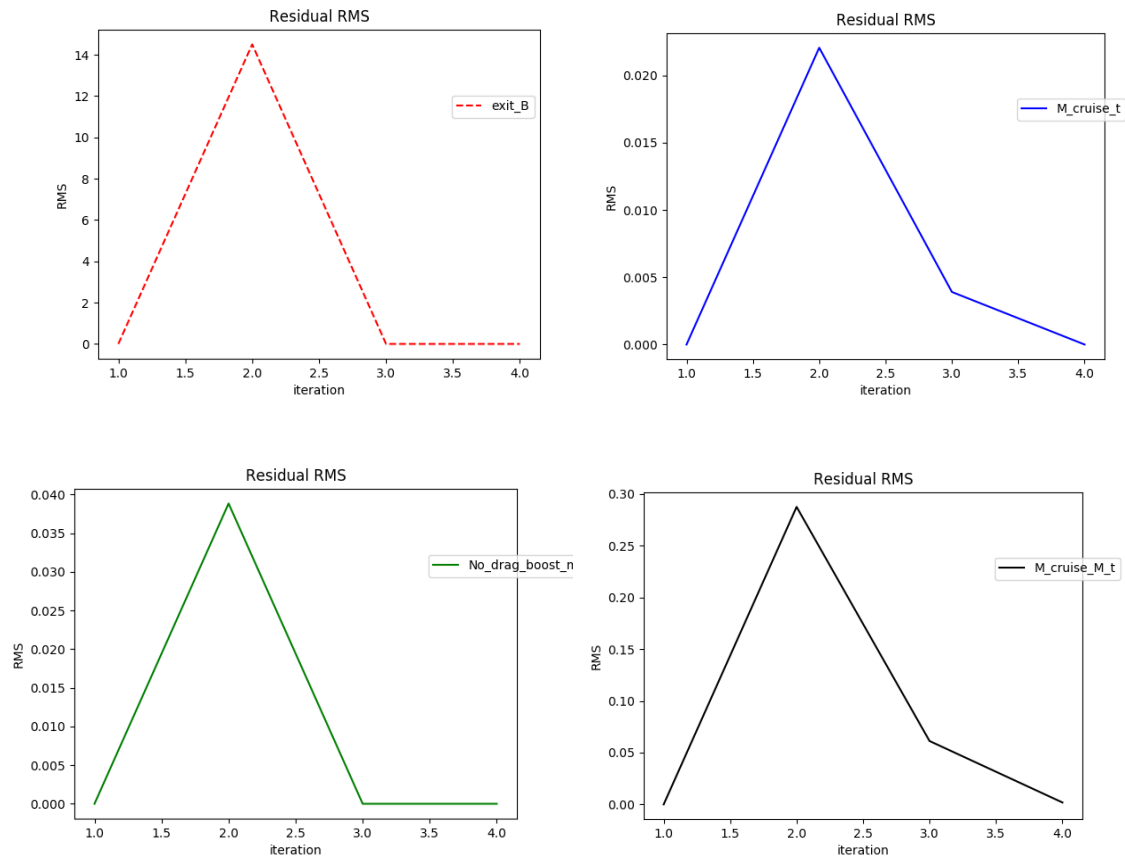 Residual RMS
14
12
10
8
6
4
2
0
RMS
exit_B
1.0 1.5 2.0 2.5 3.0 3.5 4.0
iteration
Residual RMS
0.020
0.015
0.010
0.005
0.000
RMS
M_cruise_t
1.0 1.5 2.0 2.5 3.0 3.5 4.0
iteration
Residual RMS
0.040
0.035
0.030
0.025
0.020
0.015
0.010
0.005
0.000
RMS
No_drag_boost_n
1.0 1.5 2.0 2.5 3.0 3.5 4.0
iteration
Residual RMS
0.30
0.25
0.20
0.15
0.10
0.05
0.00
RMS
M_cruise_M_t
1.0 1.5 2.0 2.5 3.0 3.5 4.0
iteration